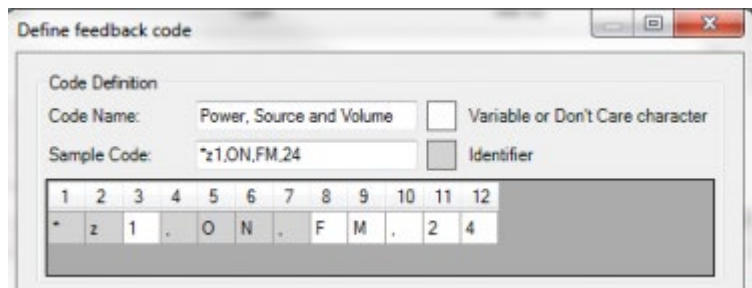 Define feedback code
Code Definition
Code Name: Power, Source and Volume Variable or Don't Care character
Sample Code: *z1,ON,FM,24 Identifier
1 2 3 4 5 6 7 8 9 10 11 12
* z 1 , O N , F M , 2 4